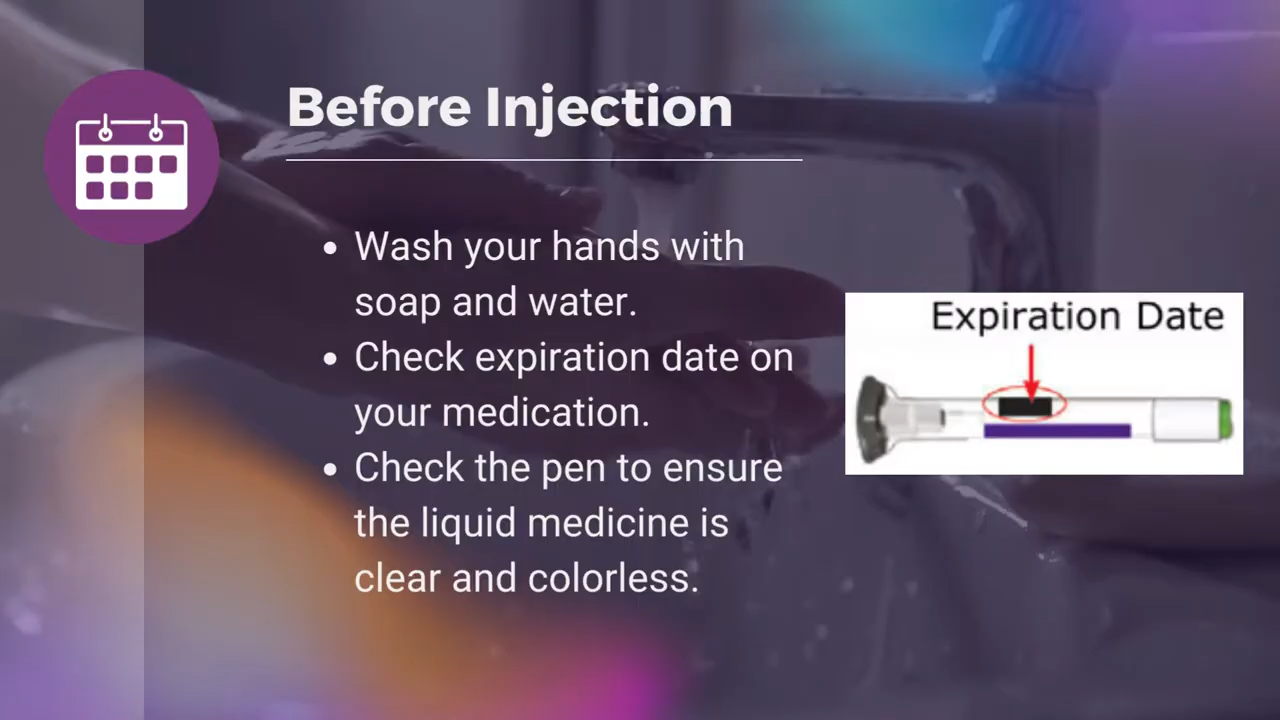 Before Injection
• Wash your hands with
soap and water.
• Check expiration date on
your medication.
• Check the pen to ensure
the liquid medicine is
clear and colorless.
Expiration Date